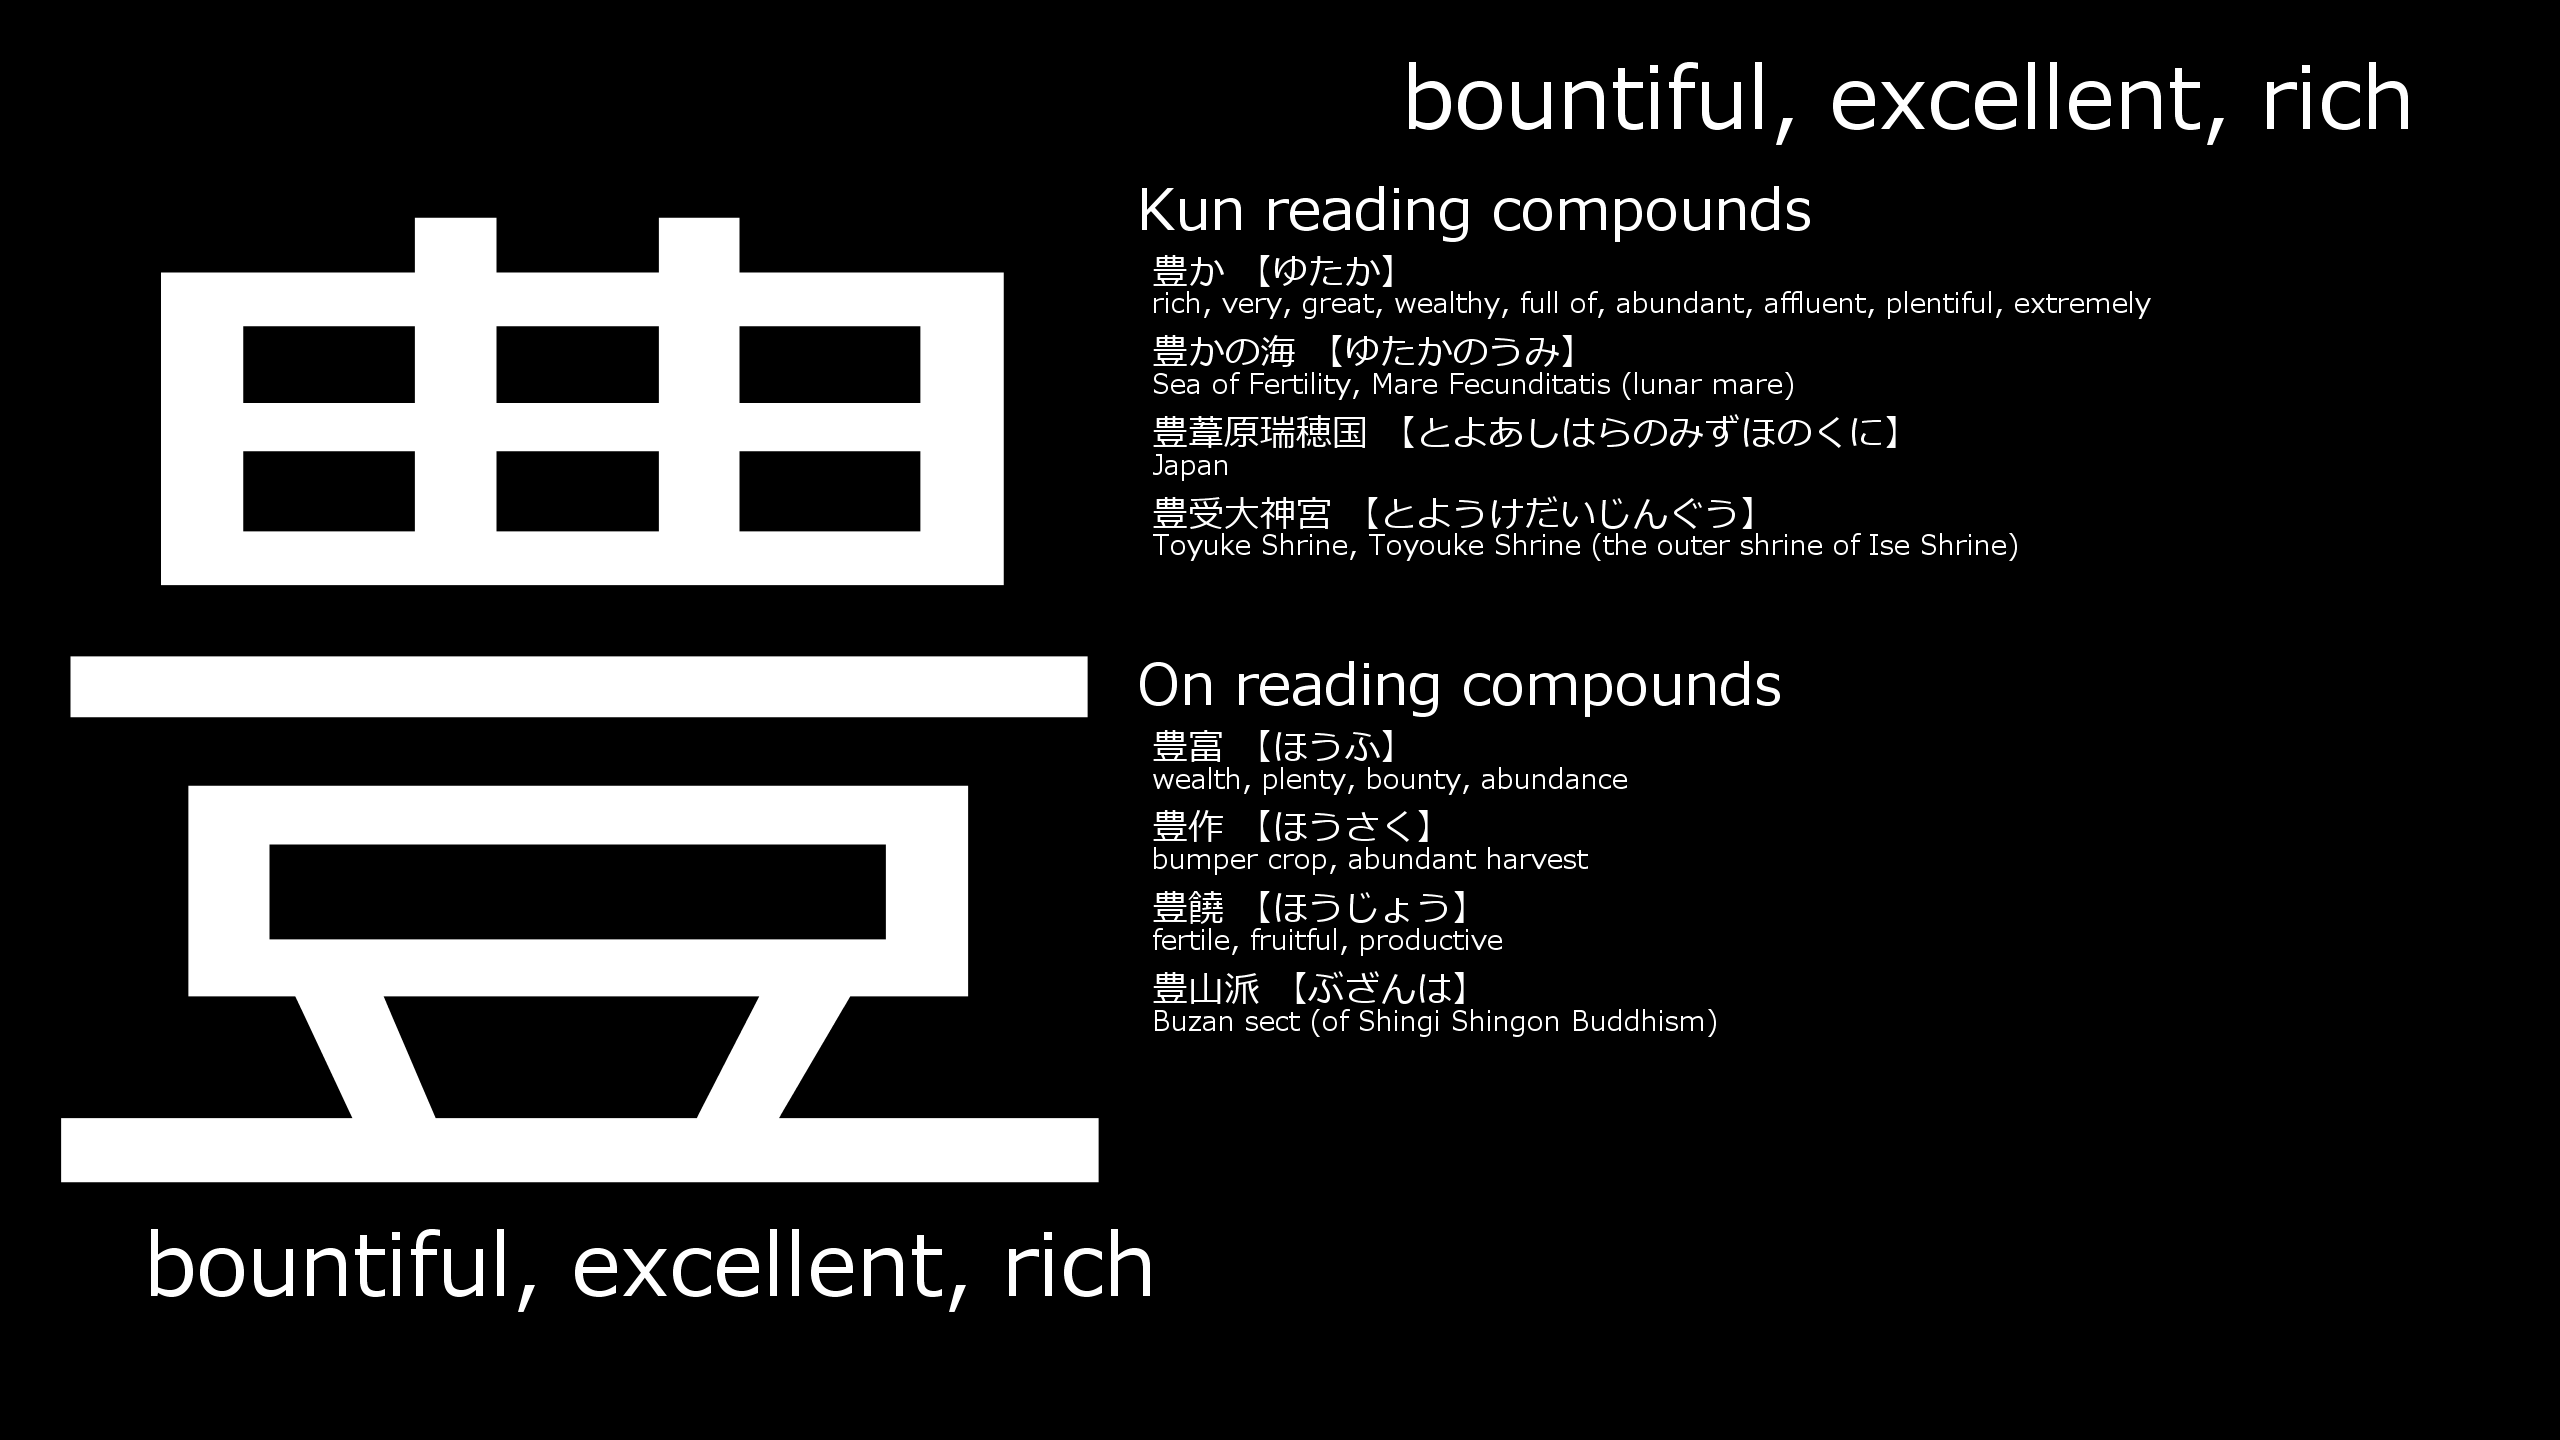 bountiful, excellent, rich
豊
bountiful, excellent, rich
Kun reading compounds
豊か 【ゆたか】
rich, very, great, wealthy, full of, abundant, affluent, plentiful, extremely
豊かの海 【ゆたかのうみ】
Sea of Fertility, Mare Fecunditatis (lunar mare)
豊葦原瑞穂国 【とよあしはらのみずほのくに】
Japan
豊受大神宮 【とようけだいじんぐう】
Toyuke Shrine, Toyouke Shrine (the outer shrine of Ise Shrine)
On reading compounds
豊富 【ほうふ】
wealth, plenty, bounty, abundance
豊作 【ほうさく】
bumper crop, abundant harvest
豊饒 【ほうじょう】
fertile, fruitful, productive
豊山派 【ぶざんは】
Buzan sect (of Shingi Shingon Buddhism)